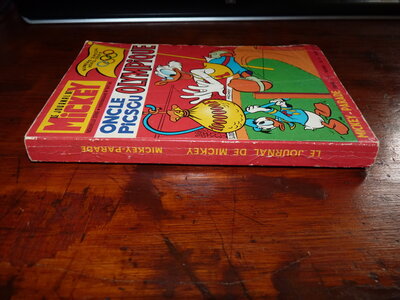 LE JOURNAL DE
MICKEY
ONCLE
PICSOU
OLYMPIQUE
MICKEY PARADE
LE JOURNAL DE MICKEY MICKEY-PARADE